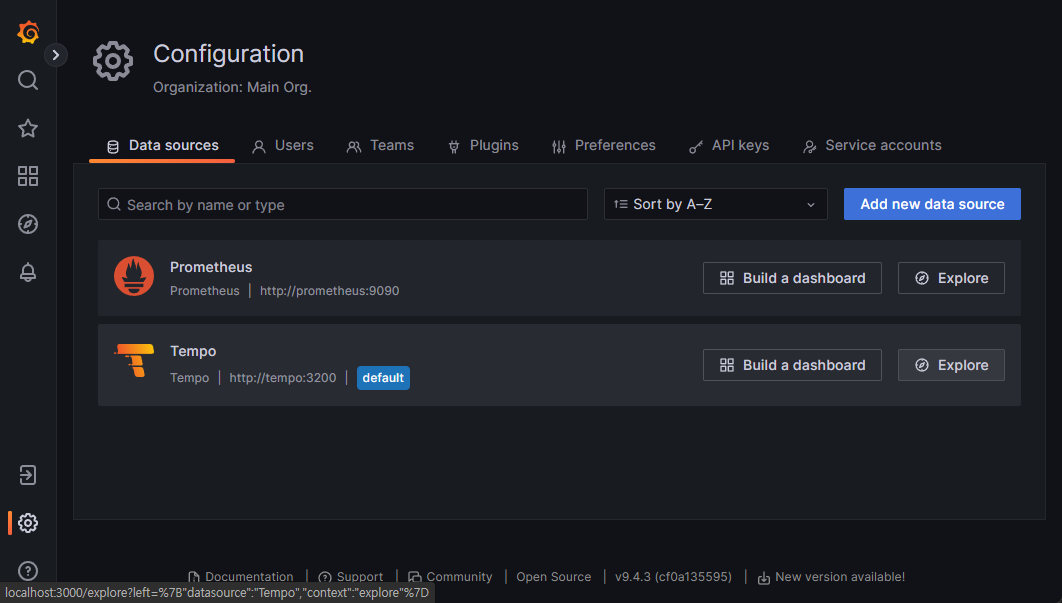 Configuration
Organization: Main Org.
Data sources Users Teams Plugins Preferences API keys Service accounts
Search by name or type Sort by A–Z Add new data source
Prometheus
Prometheus | http://prometheus:9090 Build a dashboard Explore
Tempo
Tempo | http://tempo:3200 | default Build a dashboard Explore
Documentation | Support | Community | Open Source | v9.4.3 (cf0a135595) | New version available!
localhost:3000/explore?left=%7B"datasource":"Tempo","context":"explore"%7D